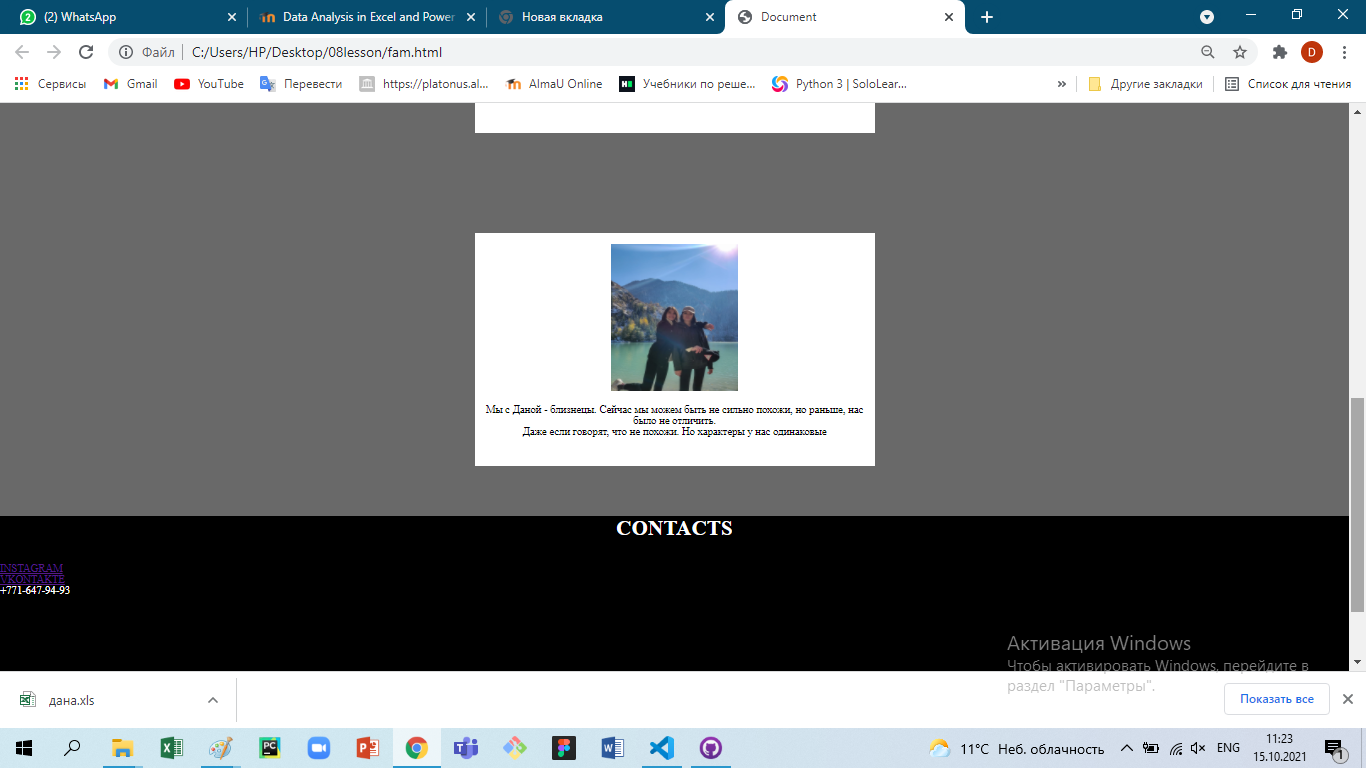 2
(2) WhatsApp
Data Analysis in Excel and Power
Новая вкладка
Document
Файл
C:/Users/HP/Desktop/08lesson/fam.html
D
Сервисы
Gmail
YouTube
Перевести
https://platonus.al...
AlmaU Online
Учебники по реше...
Python 3 | SoloLear...
»
Другие закладки
Список для чтения
Мы с Даной - близнецы. Сейчас мы можем быть не сильно похожи, но раньше, нас
было не отличить.
Даже если говорят, что не похожи. Но характеры у нас одинаковые
CONTACTS
INSTAGRAM
VKONTAKTE
+771-647-94-93
Активация Windows
Чтобы активировать Windows, перейдите в
раздел "Параметры".
дана.xls
Показать все
11°C Неб. облачность
ENG
11:23
15.10.2021
1